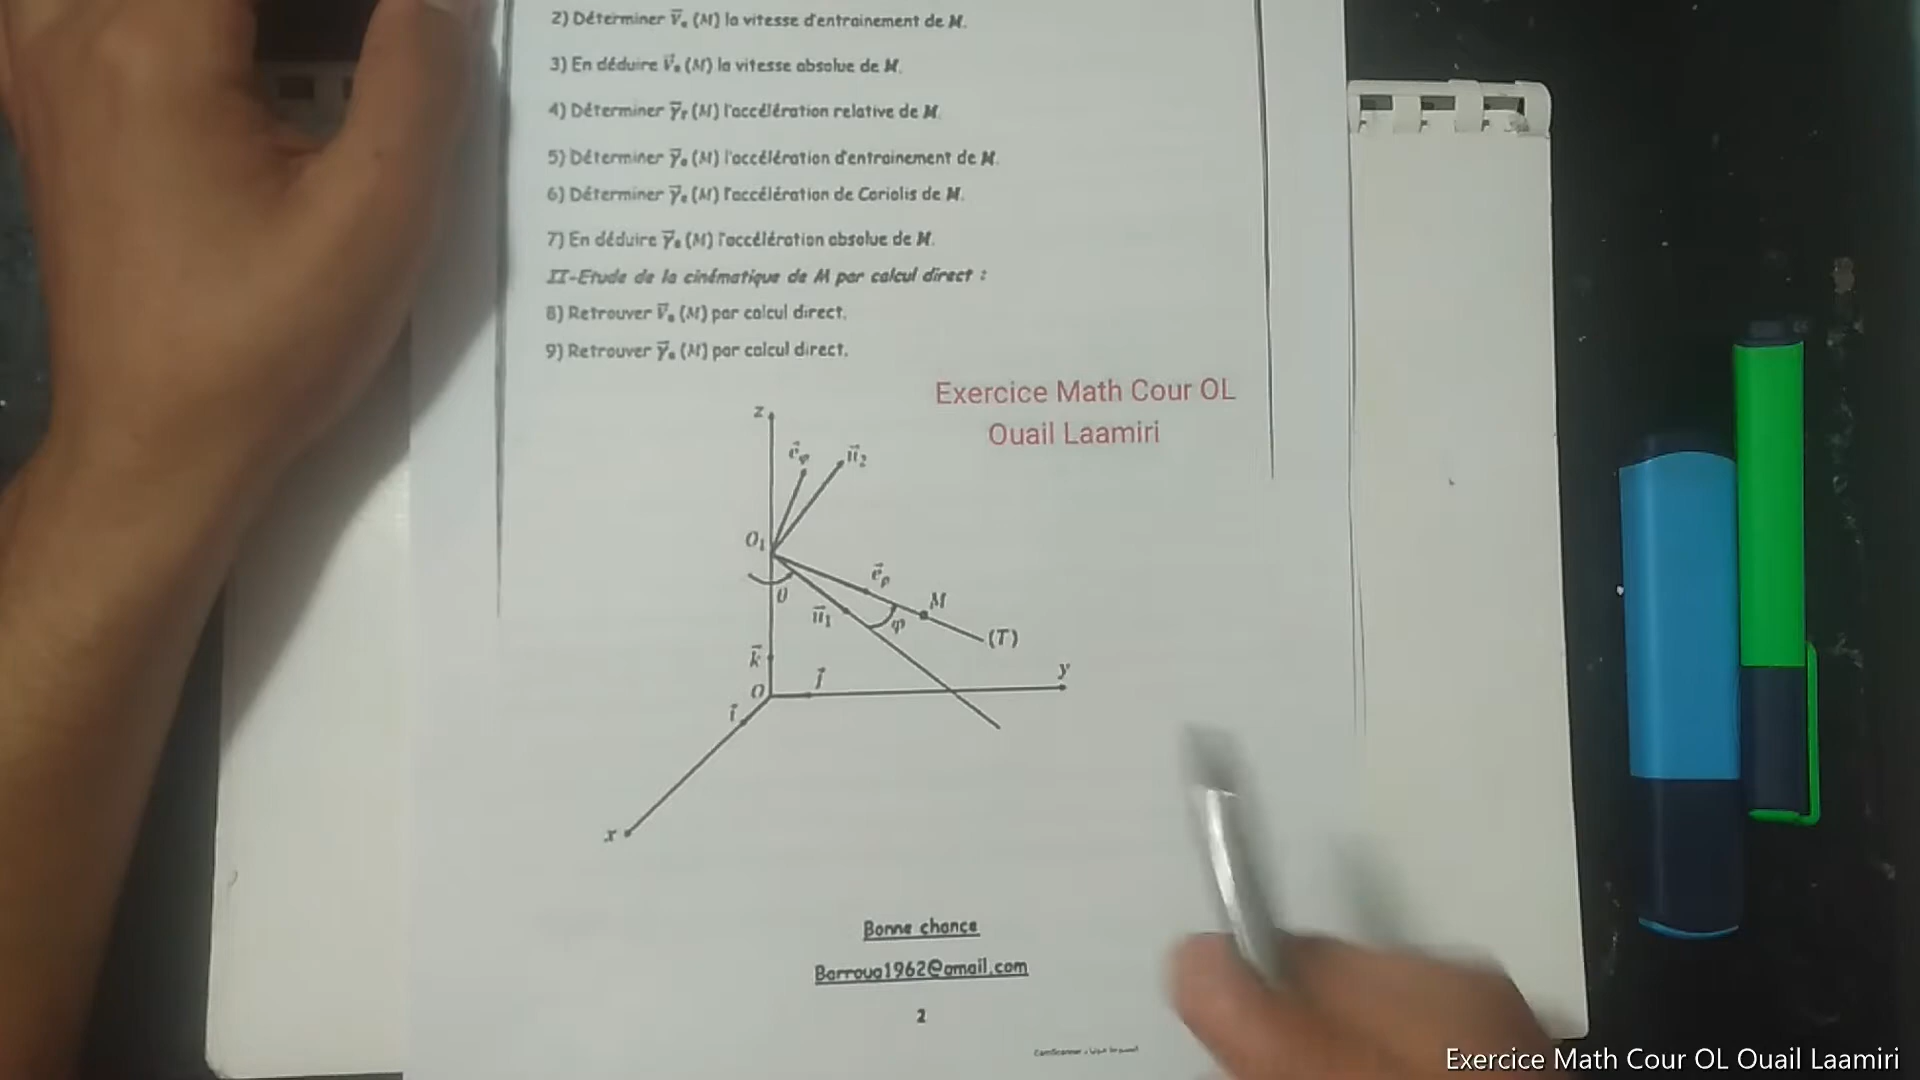 2) Déterminer V⃗ₑ (M) la vitesse d'entrainement de M.
3) En déduire V⃗ₐ (M) la vitesse absolue de M.
4) Déterminer γ⃗ᵣ (M) l'accélération relative de M.
5) Déterminer γ⃗ₑ (M) l'accélération d'entrainement de M.
6) Déterminer γ⃗c (M) l'accélération de Coriolis de M.
7) En déduire γ⃗ₐ (M) l'accélération absolue de M.
II-Etude de la cinématique de M par calcul direct :
8) Retrouver V⃗ₐ (M) par calcul direct.
9) Retrouver γ⃗ₐ (M) par calcul direct.
Exercice Math Cour OL
Ouail Laamiri
z
e⃗φ
u⃗₂
O₁
e⃗ρ
M
θ
u⃗₁
φ
(T)
k⃗
y
O
j⃗
i⃗
x
Bonne chance
Barroug1962@gmail.com
2
CamScanner
Exercice Math Cour OL Ouail Laamiri